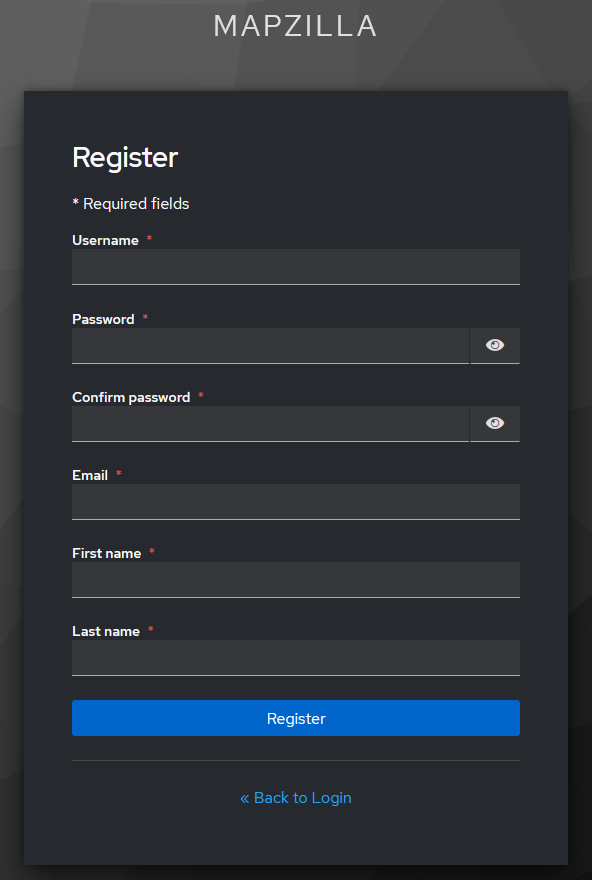 MAPZILLA
Register
* Required fields
Username *
Password *
Confirm password *
Email *
First name *
Last name *
Register
« Back to Login